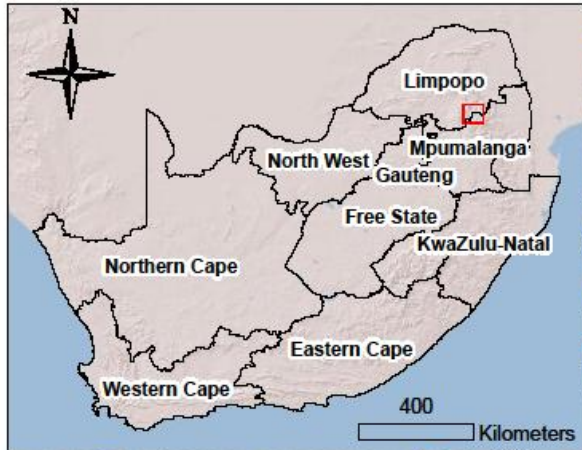 N
Limpopo
Mpumalanga
North West
Gauteng
Free State
KwaZulu-Natal
Northern Cape
Eastern Cape
Western Cape
400
Kilometers